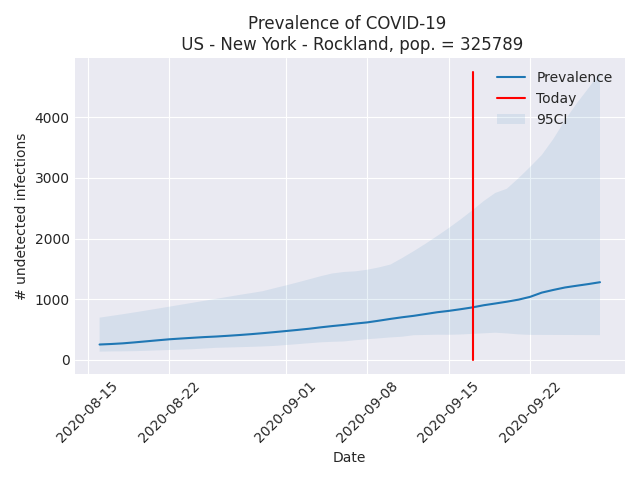 Prevalence of COVID-19
US - New York - Rockland, pop. = 325789
Prevalence
Today
95CI
4000
3000
2000
1000
0
# undetected infections
2020-08-15
2020-08-22
2020-09-01
2020-09-08
2020-09-15
2020-09-22
Date